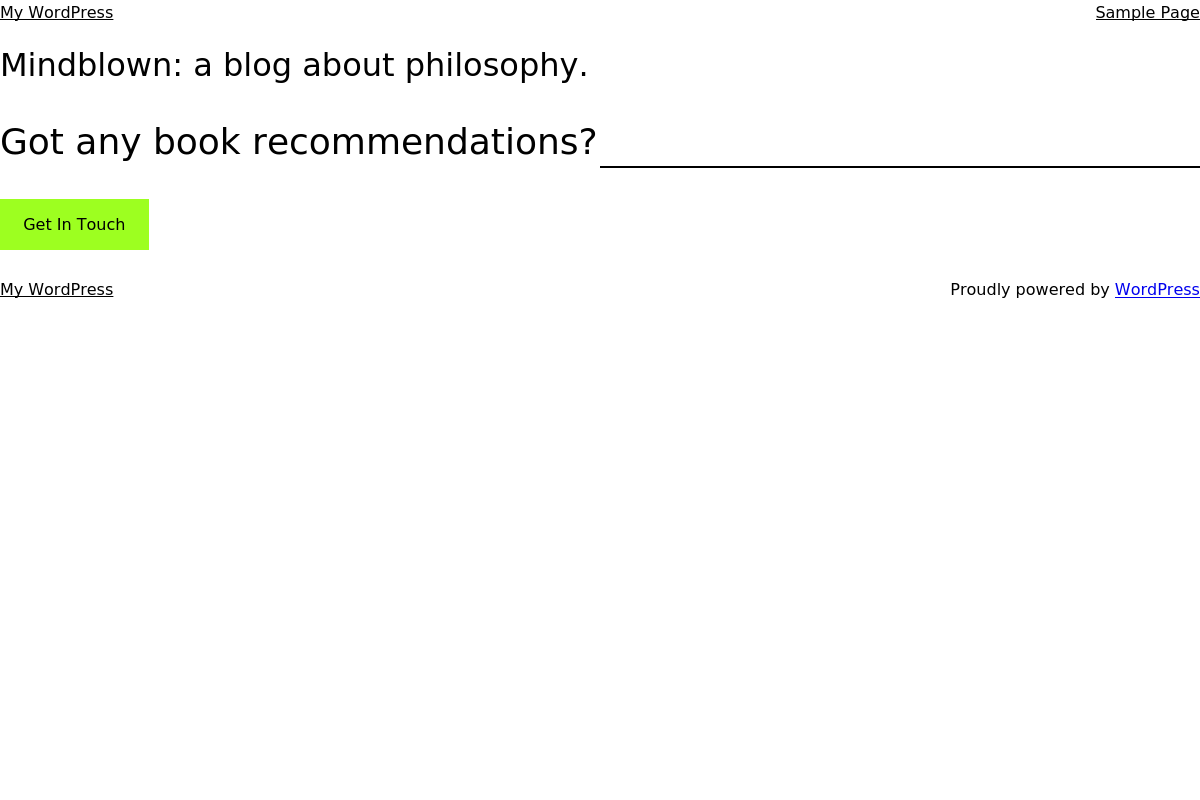 My WordPress
Sample Page
Mindblown: a blog about philosophy.
Got any book recommendations?
Get In Touch
My WordPress
Proudly powered by WordPress